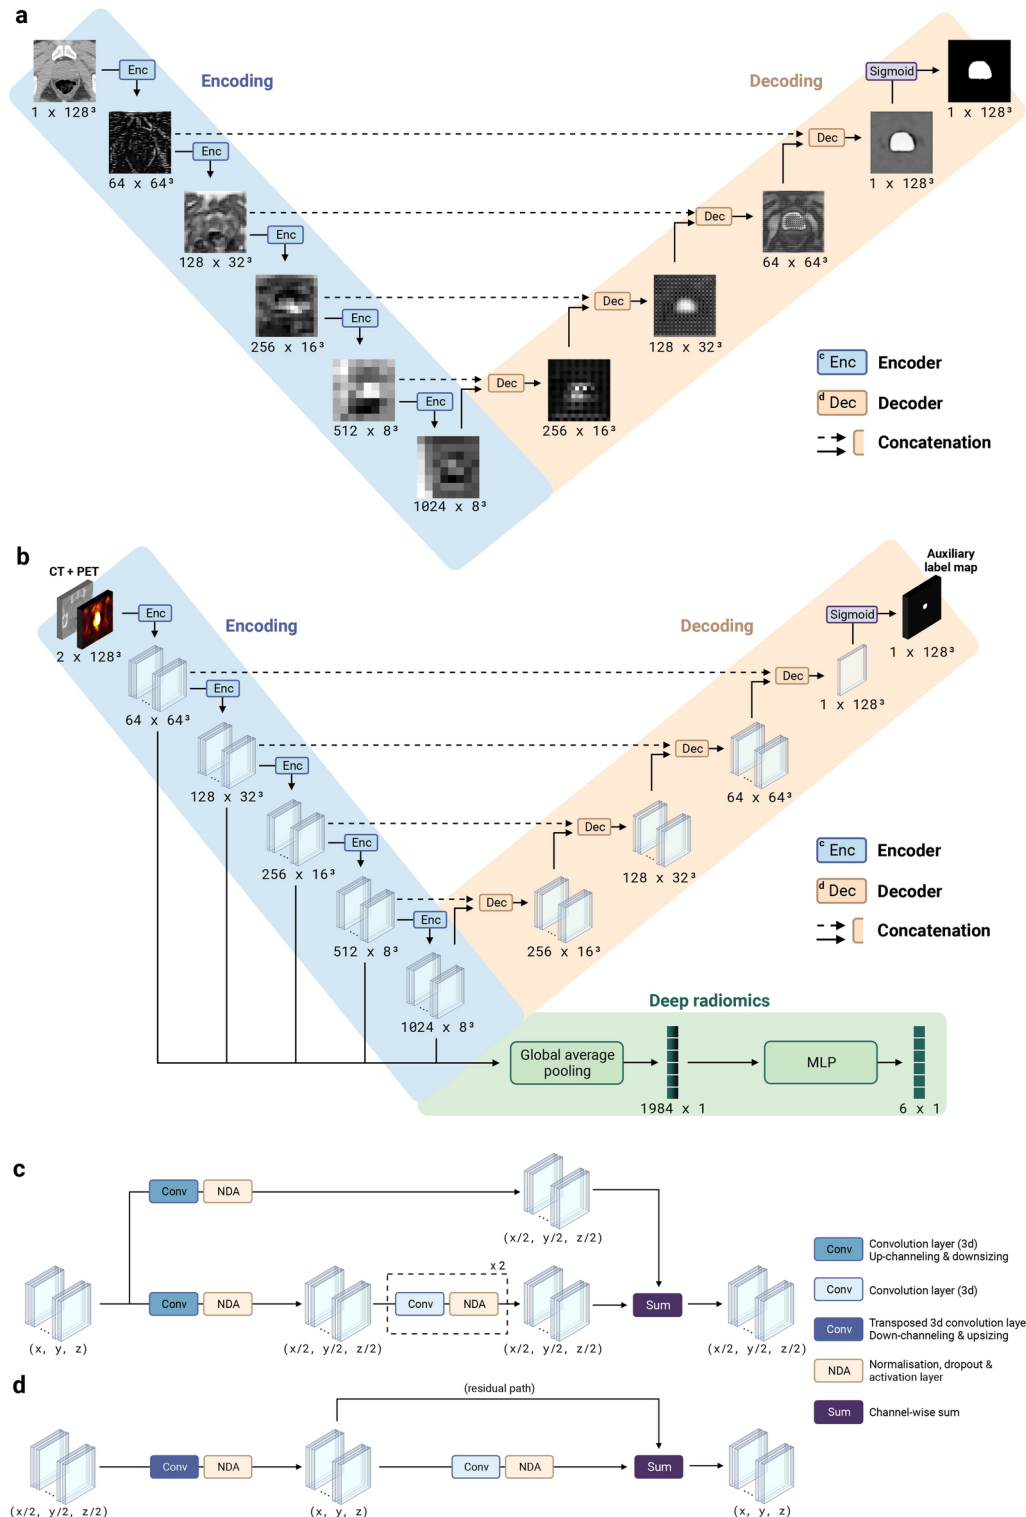 a
Encoding
Decoding
1 x 128³
Enc
64 x 64³
Enc
128 x 32³
Enc
256 x 16³
Enc
512 x 8³
Enc
1024 x 8³
Dec
256 x 16³
Dec
128 x 32³
Dec
64 x 64³
Dec
1 x 128³
Sigmoid
1 x 128³
c Enc Encoder
d Dec Decoder
Concatenation
b
CT + PET
Encoding
Decoding
Auxiliary
label map
2 x 128³
Enc
64 x 64³
Enc
128 x 32³
Enc
256 x 16³
Enc
512 x 8³
Enc
1024 x 8³
Dec
256 x 16³
Dec
128 x 32³
Dec
64 x 64³
Dec
1 x 128³
Sigmoid
1 x 128³
c Enc Encoder
d Dec Decoder
Concatenation
Deep radiomics
Global average
pooling
1984 x 1
MLP
6 x 1
c
Conv NDA
(x/2, y/2, z/2)
(x, y, z)
Conv NDA
(x/2, y/2, z/2)
x 2
Conv NDA
(x/2, y/2, z/2)
Sum
(x/2, y/2, z/2)
Conv Convolution layer (3d)
Up-channeling & downsizing
Conv Convolution layer (3d)
Conv Transposed 3d convolution laye
Down-channeling & upsizing
NDA Normalisation, dropout &
activation layer
Sum Channel-wise sum
d
(residual path)
(x/2, y/2, z/2)
Conv NDA
(x, y, z)
Conv NDA
Sum
(x, y, z)